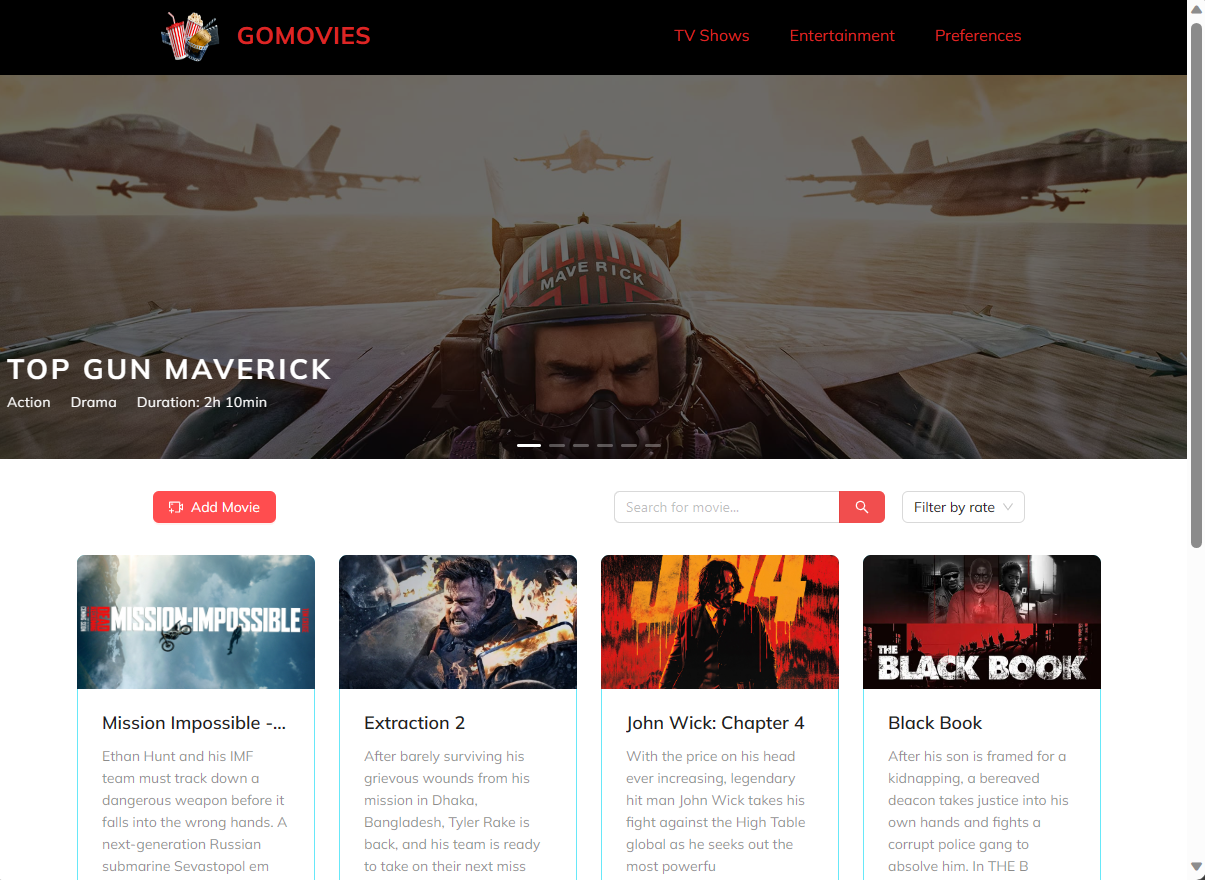 GOMOVIES
TV Shows
Entertainment
Preferences
MAVERICK
TOP GUN MAVERICK
Action Drama Duration: 2h 10min
Add Movie
Search for movie...
Filter by rate
MISSION:IMPOSSIBLE
JW4
THE
BLACK BOOK
Mission Impossible -...
Ethan Hunt and his IMF
team must track down a
dangerous weapon before it
falls into the wrong hands. A
next-generation Russian
submarine Sevastopol em
Extraction 2
After barely surviving his
grievous wounds from his
mission in Dhaka,
Bangladesh, Tyler Rake is
back, and his team is ready
to take on their next miss
John Wick: Chapter 4
With the price on his head
ever increasing, legendary
hit man John Wick takes his
fight against the High Table
global as he seeks out the
most powerfu
Black Book
After his son is framed for a
kidnapping, a bereaved
deacon takes justice into his
own hands and fights a
corrupt police gang to
absolve him. In THE B